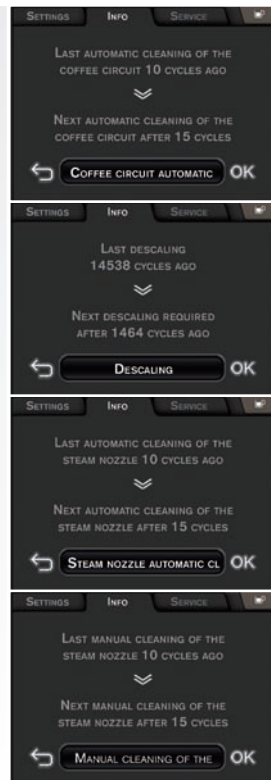 SETTINGS INFO SERVICE
LAST AUTOMATIC CLEANING OF THE
COFFEE CIRCUIT 10 CYCLES AGO
NEXT AUTOMATIC CLEANING OF THE
COFFEE CIRCUIT AFTER 15 CYCLES
COFFEE CIRCUIT AUTOMATIC OK
SETTINGS INFO SERVICE
LAST DESCALING
14538 CYCLES AGO
NEXT DESCALING REQUIRED
AFTER 1464 CYCLES
DESCALING OK
SETTINGS INFO SERVICE
LAST AUTOMATIC CLEANING OF THE
STEAM NOZZLE 10 CYCLES AGO
NEXT AUTOMATIC CLEANING OF THE
STEAM NOZZLE AFTER 15 CYCLES
STEAM NOZZLE AUTOMATIC CL OK
SETTINGS INFO SERVICE
LAST MANUAL CLEANING OF THE
STEAM NOZZLE 10 CYCLES AGO
NEXT MANUAL CLEANING OF THE
STEAM NOZZLE AFTER 15 CYCLES
MANUAL CLEANING OF THE OK